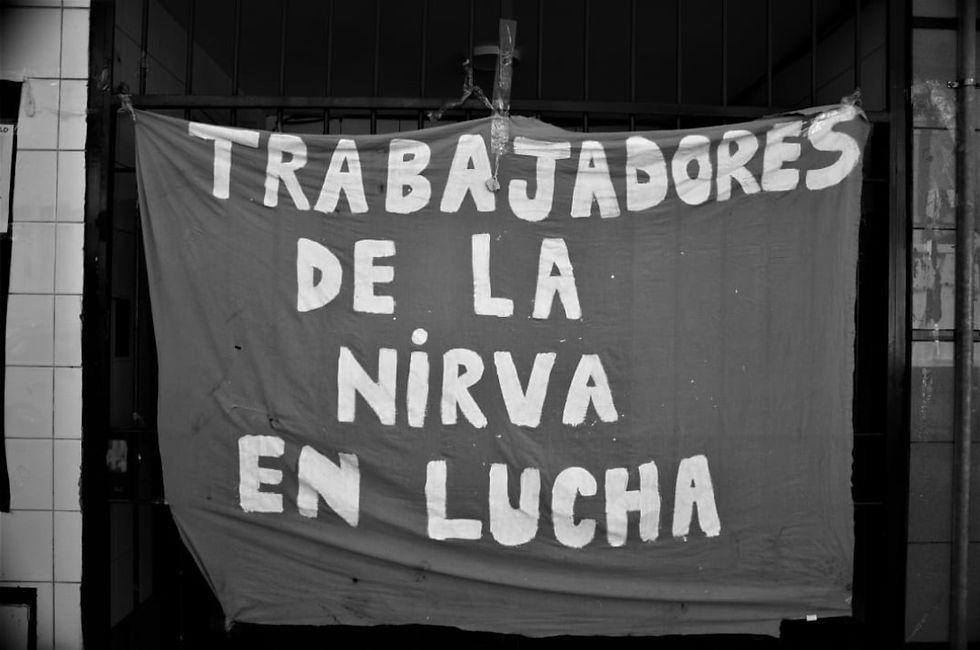 TRABAJADORES
DE LA
NiRVA
EN LUCHA